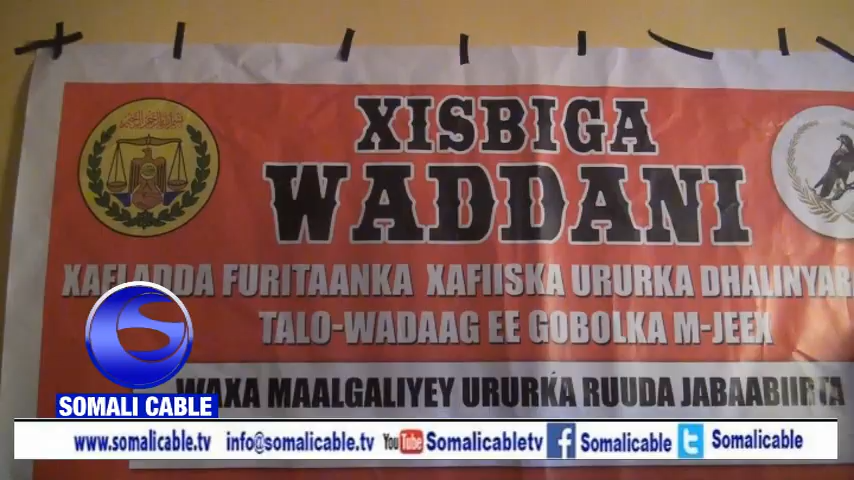 XISBIGA
WADDANI
XAFLADDA FURITAANKA XAFIISKA URURKA DHALINYAR
TALO-WADAAG EE GOBOLKA M-JEEX
WAXA MAALGALIYEY URURKA RUUDA JABAABIIRTA
SOMALI CABLE
www.somalicable.tv info@somalicable.tv YouTube Somalicabletv f Somalicable t Somalicable